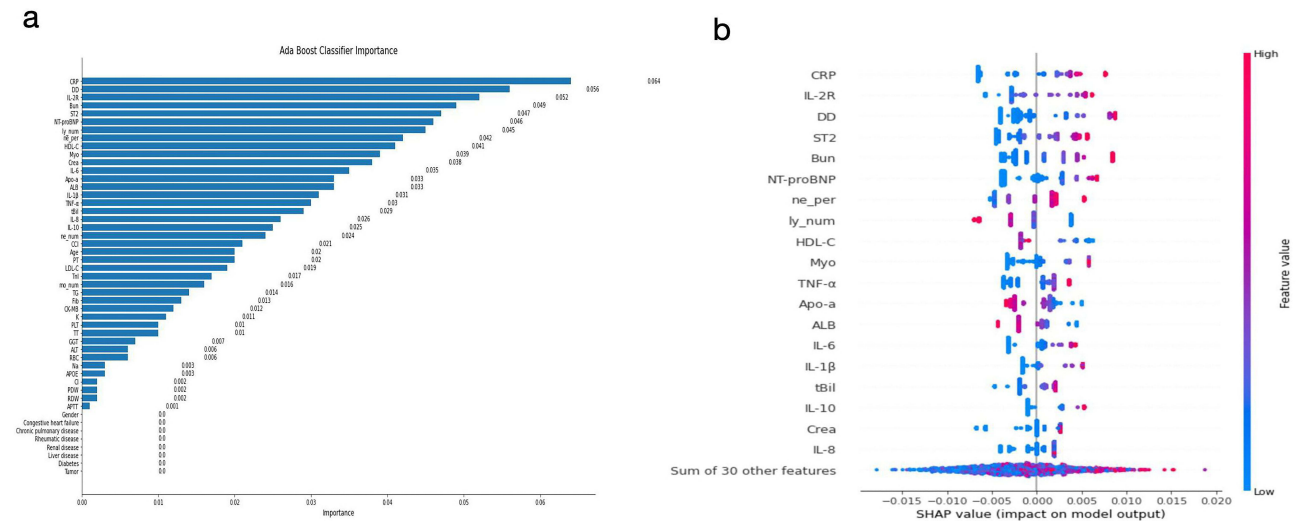 a
Ada Boost Classifier Importance
CRP 0.064
DD 0.056
IL-2R 0.052
Bun 0.049
ST2 0.047
NT-proBNP 0.046
ly_num 0.045
ne_per 0.042
HDL-C 0.041
Myo 0.039
Crea 0.038
IL-6 0.035
Apo-a 0.033
ALB 0.033
IL-1β 0.031
TNF-α 0.03
tBil 0.029
IL-8 0.026
IL-10 0.025
ne_num 0.024
CCI 0.021
Age 0.02
PT 0.02
LDL-C 0.019
TnI 0.017
mo_num 0.016
TG 0.014
Fib 0.013
CK-MB 0.012
K 0.011
PLT 0.01
TT 0.01
GGT 0.007
ALT 0.006
RBC 0.006
Na 0.003
APOE 0.003
Cl 0.002
PDW 0.002
RDW 0.002
APTT 0.001
Gender 0.0
Congestive heart failure 0.0
Chronic pulmonary disease 0.0
Rheumatic disease 0.0
Renal disease 0.0
Liver disease 0.0
Diabetes 0.0
Tumor 0.0
0.00 0.01 0.02 0.03 0.04 0.05 0.06
Importance
b
High
CRP
IL-2R
DD
ST2
Bun
NT-proBNP
ne_per
ly_num
HDL-C
Myo
TNF-α
Apo-a
ALB
IL-6
IL-1β
tBil
IL-10
Crea
IL-8
Sum of 30 other features
Feature value
Low
−0.015 −0.010 −0.005 0.000 0.005 0.010 0.015 0.020
SHAP value (impact on model output)